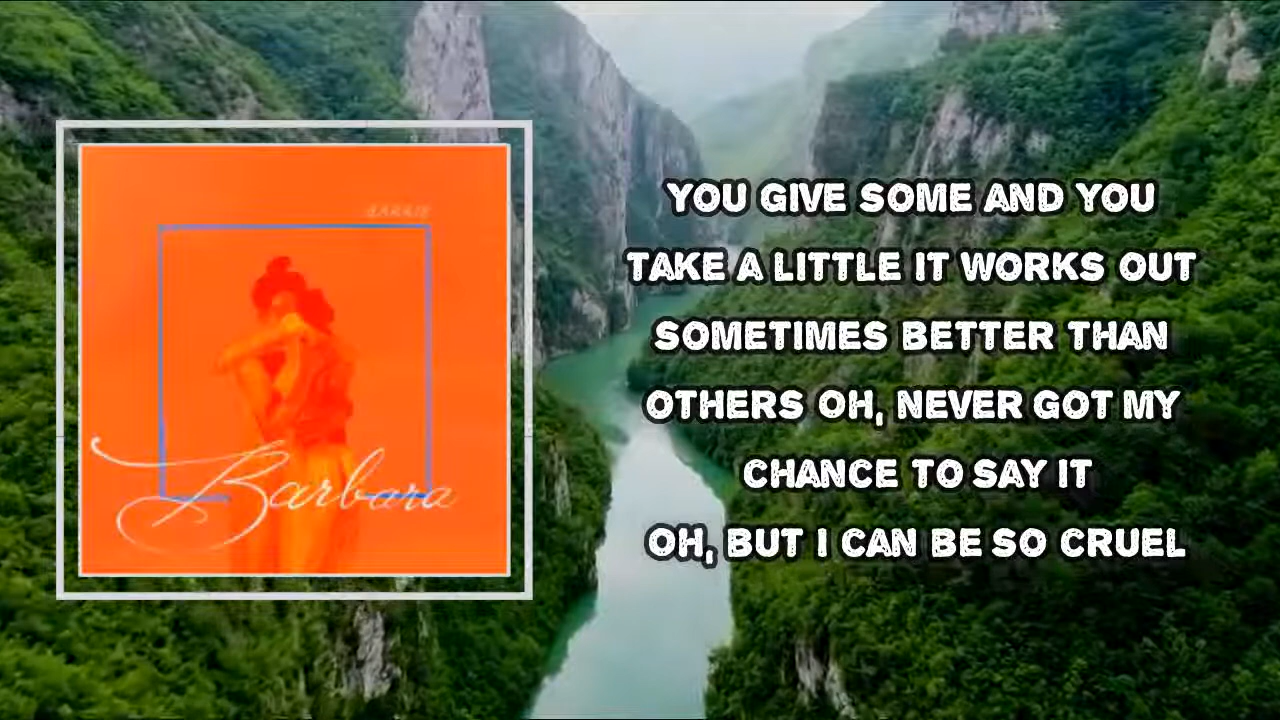 BARRIE
Barbara
YOU GIVE SOME AND YOU
TAKE A LITTLE IT WORKS OUT
SOMETIMES BETTER THAN
OTHERS OH, NEVER GOT MY
CHANCE TO SAY IT
OH, BUT I CAN BE SO CRUEL